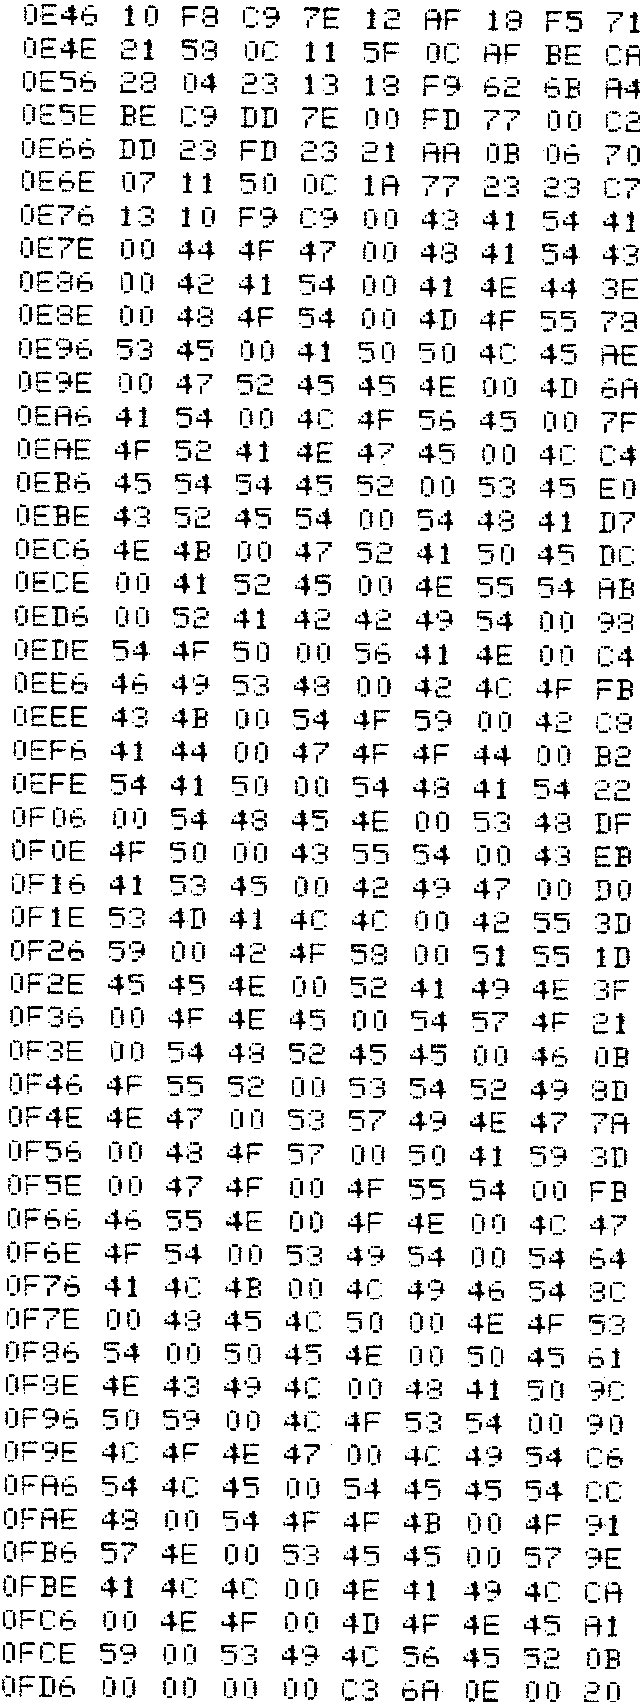 0E46 10 F8 C9 7E 12 AF 18 F5 71
0E4E 21 58 0C 11 5F 0C AF BE CA
0E56 28 04 23 13 18 F9 62 6B A4
0E5E BE C9 DD 7E 00 FD 77 00 C2
0E66 DD 23 FD 23 21 AA 0B 06 70
0E6E 07 11 50 0C 1A 77 23 23 C7
0E76 13 10 F9 C9 00 43 41 54 41
0E7E 00 44 4F 47 00 48 41 54 43
0E86 00 42 41 54 00 41 4E 44 3E
0E8E 00 48 4F 54 00 4D 4F 55 78
0E96 53 45 00 41 50 50 4C 45 AE
0E9E 00 47 52 45 45 4E 00 4D 6A
0EA6 41 54 00 4C 4F 56 45 00 7F
0EAE 4F 52 41 4E 47 45 00 4C C4
0EB6 45 54 54 45 52 00 53 45 E0
0EBE 43 52 45 54 00 54 48 41 D7
0EC6 4E 4B 00 47 52 41 50 45 DC
0ECE 00 41 52 45 00 4E 55 54 AB
0ED6 00 52 41 42 42 49 54 00 98
0EDE 54 4F 50 00 56 41 4E 00 C4
0EE6 46 49 53 48 00 42 4C 4F FB
0EEE 43 4B 00 54 4F 59 00 42 C8
0EF6 41 44 00 47 4F 4F 44 00 B2
0EFE 54 41 50 00 54 48 41 54 22
0F06 00 54 48 45 4E 00 53 48 DF
0F0E 4F 50 00 43 55 54 00 43 EB
0F16 41 53 45 00 42 49 47 00 D0
0F1E 53 4D 41 4C 4C 00 42 55 3D
0F26 59 00 42 4F 58 00 51 55 1D
0F2E 45 45 4E 00 52 41 49 4E 3F
0F36 00 4F 4E 45 00 54 57 4F 21
0F3E 00 54 48 52 45 45 00 46 0B
0F46 4F 55 52 00 53 54 52 49 8D
0F4E 4E 47 00 53 57 49 4E 47 7A
0F56 00 48 4F 57 00 50 41 59 3D
0F5E 00 47 4F 00 4F 55 54 00 FB
0F66 46 55 4E 00 4F 4E 00 4C 47
0F6E 4F 54 00 53 49 54 00 54 64
0F76 41 4C 4B 00 4C 49 46 54 8C
0F7E 00 48 45 4C 50 00 4E 4F 53
0F86 54 00 50 45 4E 00 50 45 61
0F8E 4E 43 49 4C 00 48 41 50 9C
0F96 50 59 00 4C 4F 53 54 00 90
0F9E 4C 4F 4E 47 00 4C 49 54 C6
0FA6 54 4C 45 00 54 45 45 54 CC
0FAE 48 00 54 4F 4F 4B 00 4F 91
0FB6 57 4E 00 53 45 45 00 57 9E
0FBE 41 4C 4C 00 4E 41 49 4C CA
0FC6 00 4E 4F 00 4D 4F 4E 45 A1
0FCE 59 00 53 49 4C 56 45 52 0B
0FD6 00 00 00 00 C3 6A 0E 00 20